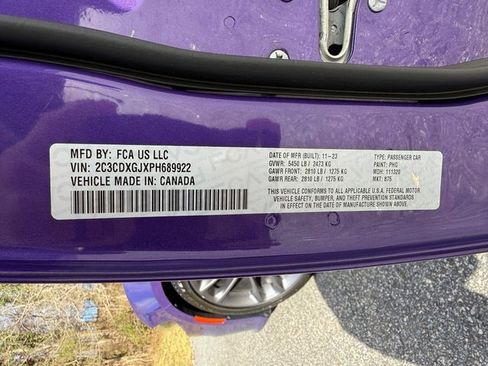 MFD BY: FCA US LLC
VIN: 2C3CDXGJXPH689922
VEHICLE MADE IN: CANADA
DATE (BUILT): 11-23
GVWR: 5450 LB / 2473 KG
GAWR FRONT: 2810 LB / 1275 KG
GAWR REAR: 2810 LB / 1275 KG
TYPE: PASSENGER CAR
PAINT: PHG
MDH: 111320
MKT: 875
THIS VEHICLE CONFORMS TO ALL APPLICABLE U.S.A. FEDERAL MOTOR
VEHICLE SAFETY, BUMPER, AND THEFT PREVENTION STANDARDS
IN EFFECT ON THE DATE OF MANUFACTURE SHOWN ABOVE.